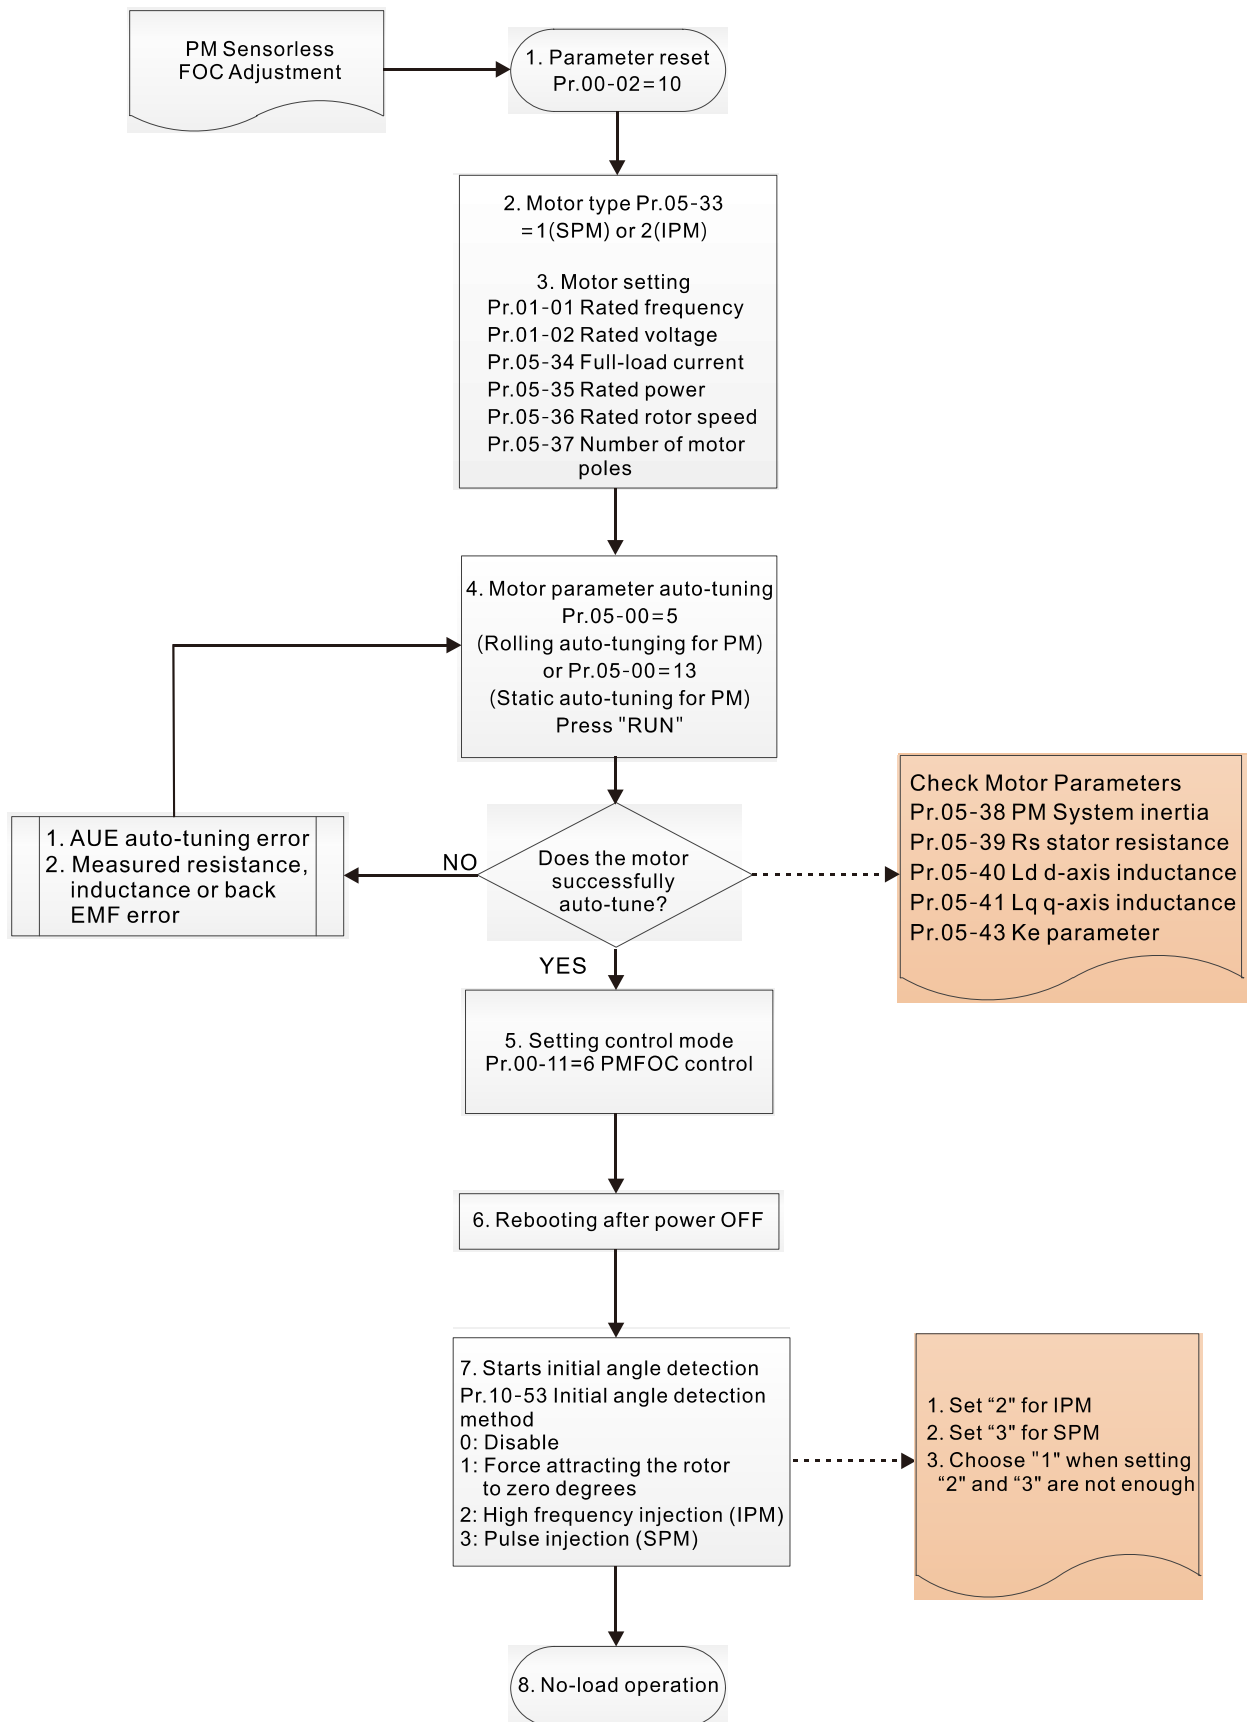 PM Sensorless
FOC Adjustment
1. Parameter reset
Pr.00-02=10
2. Motor type Pr.05-33
=1(SPM) or 2(IPM)
3. Motor setting
Pr.01-01 Rated frequency
Pr.01-02 Rated voltage
Pr.05-34 Full-load current
Pr.05-35 Rated power
Pr.05-36 Rated rotor speed
Pr.05-37 Number of motor
poles
4. Motor parameter auto-tuning
Pr.05-00=5
(Rolling auto-tunging for PM)
or Pr.05-00=13
(Static auto-tuning for PM)
Press "RUN"
Does the motor
successfully
auto-tune?
NO
1. AUE auto-tuning error
2. Measured resistance,
inductance or back
EMF error
Check Motor Parameters
Pr.05-38 PM System inertia
Pr.05-39 Rs stator resistance
Pr.05-40 Ld d-axis inductance
Pr.05-41 Lq q-axis inductance
Pr.05-43 Ke parameter
YES
5. Setting control mode
Pr.00-11=6 PMFOC control
6. Rebooting after power OFF
7. Starts initial angle detection
Pr.10-53 Initial angle detection
method
0: Disable
1: Force attracting the rotor
to zero degrees
2: High frequency injection (IPM)
3: Pulse injection (SPM)
1. Set “2" for IPM
2. Set “3" for SPM
3. Choose "1" when setting
“2" and “3" are not enough
8. No-load operation